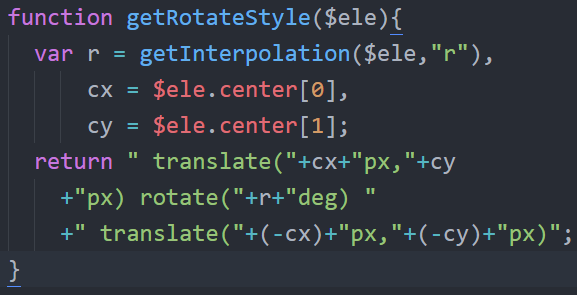 function getRotateStyle($ele){
  var r = getInterpolation($ele,"r"),
      cx = $ele.center[0],
      cy = $ele.center[1];
  return " translate("+cx+"px,"+cy
    +"px) rotate("+r+"deg) "
    +" translate("+(-cx)+"px,"+(-cy)+"px)";
}